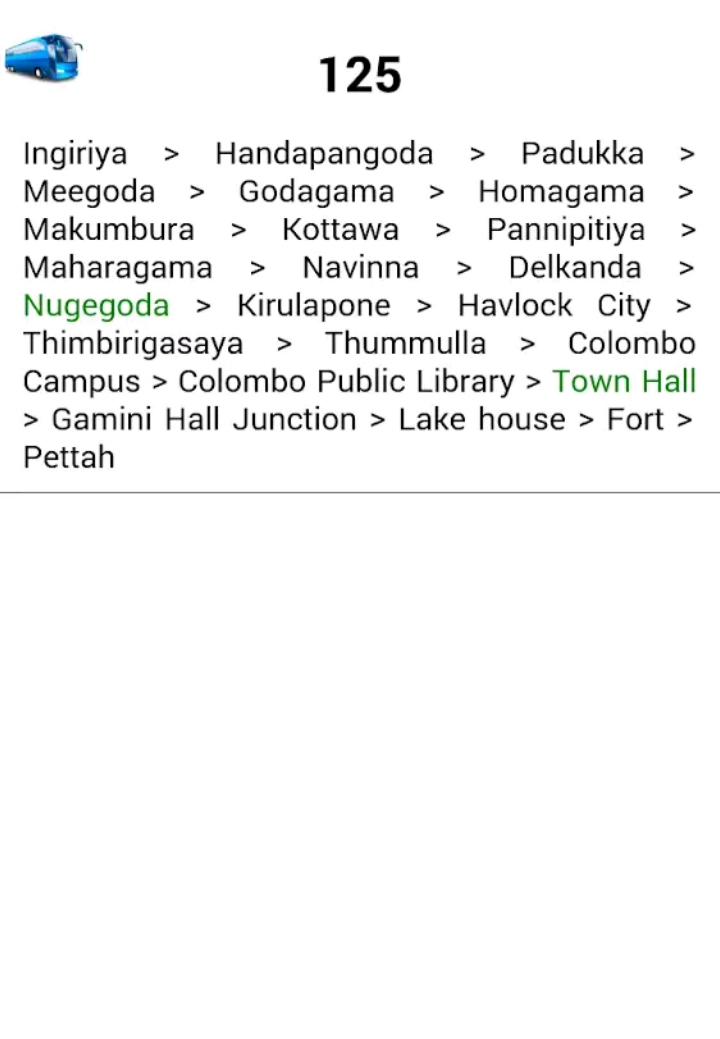 125
Ingiriya > Handapangoda > Padukka >
Meegoda > Godagama > Homagama >
Makumbura > Kottawa > Pannipitiya >
Maharagama > Navinna > Delkanda >
Nugegoda > Kirulapone > Havlock City >
Thimbirigasaya > Thummulla > Colombo
Campus > Colombo Public Library > Town Hall
> Gamini Hall Junction > Lake house > Fort >
Pettah